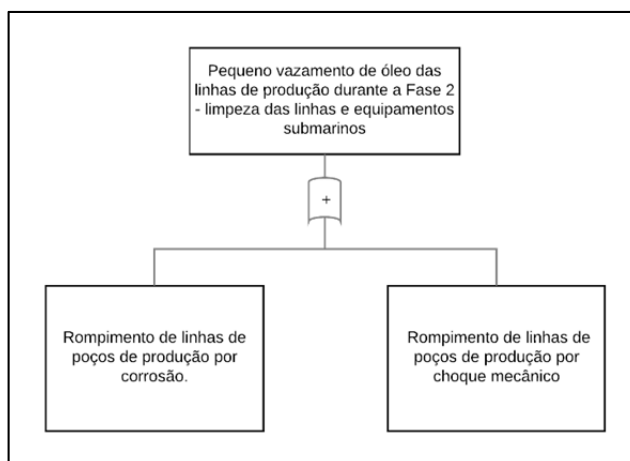 Pequeno vazamento de óleo das
linhas de produção durante a Fase 2
- limpeza das linhas e equipamentos
submarinos
+
Rompimento de linhas de
poços de produção por
corrosão.
Rompimento de linhas de
poços de produção por
choque mecânico